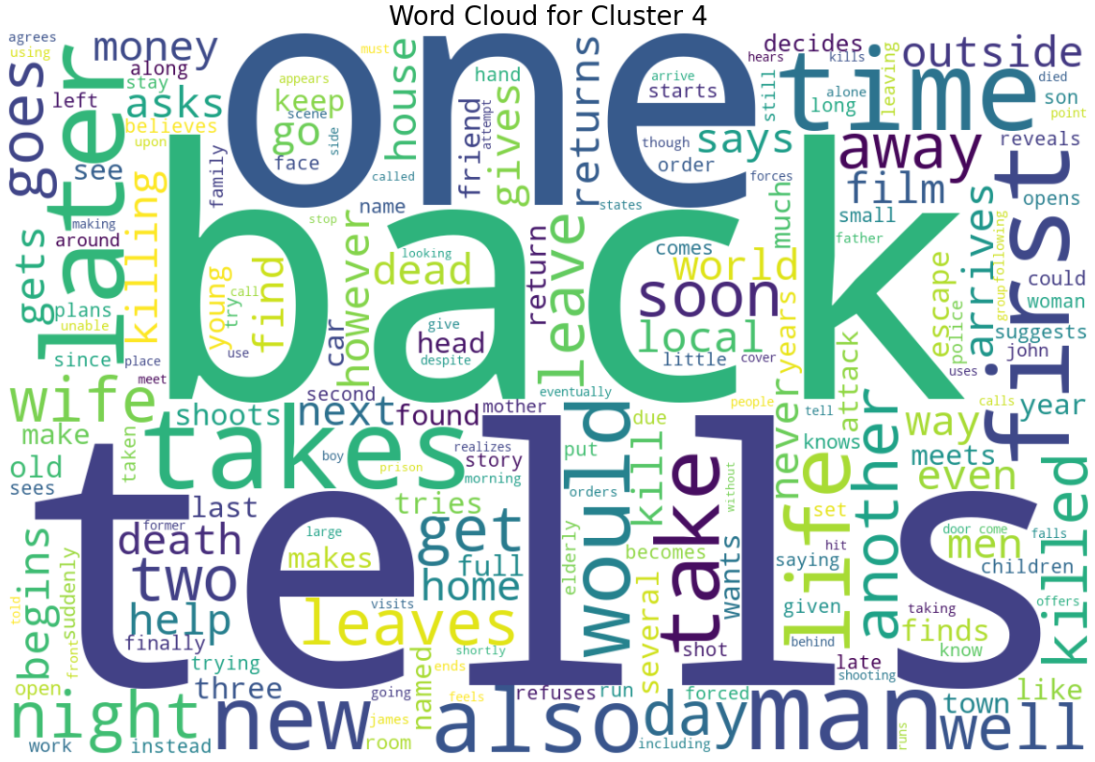 Word Cloud for Cluster 4
agrees
using
money
along
stay
asks
believes
upon
left
goes
later
see
family
one
appears
keep
scene
go
face
side
house
called
hand
friend
attempt
gives
returns
arrive
starts
though
order
says
forces
states
decides
hears
kills
still
alone
long
time
leaving
outside
died
son
point
reveals
away
film
small
father
much
opens
first
making
around
gets
plans
unable
since
killing
place
meet
young
call
try
find
use
stop
name
looking
dead
however
car
give
head
despite
second
back
return
leave
eventually
comes
world
soon
local
little
cover
years
people
attack
escape
police
arrives
following
group
could
woman
suggests
john
uses
calls
year
wife
make
old
sees
taken
shoots
takes
boy
prison
next
found
mother
realizes
story
morning
put
orders
would
due
kill
take
without
tell
never
knows
life
set
hit
another
way
meets
even
killed
last
former
death
two
help
finally
large
makes
tries
get
full
home
leaves
visits
shortly
elderly
becomes
several
wants
shot
saying
given
behind
door come
men
falls
children
offers
taking
finds
know
tells
told
begins
suddenly
front
open
night
work
instead
trying
three
new
going
james
room
named
ends
feels
also
refuses
run
including
forced
day
man
late
shooting
runs
town
well
like